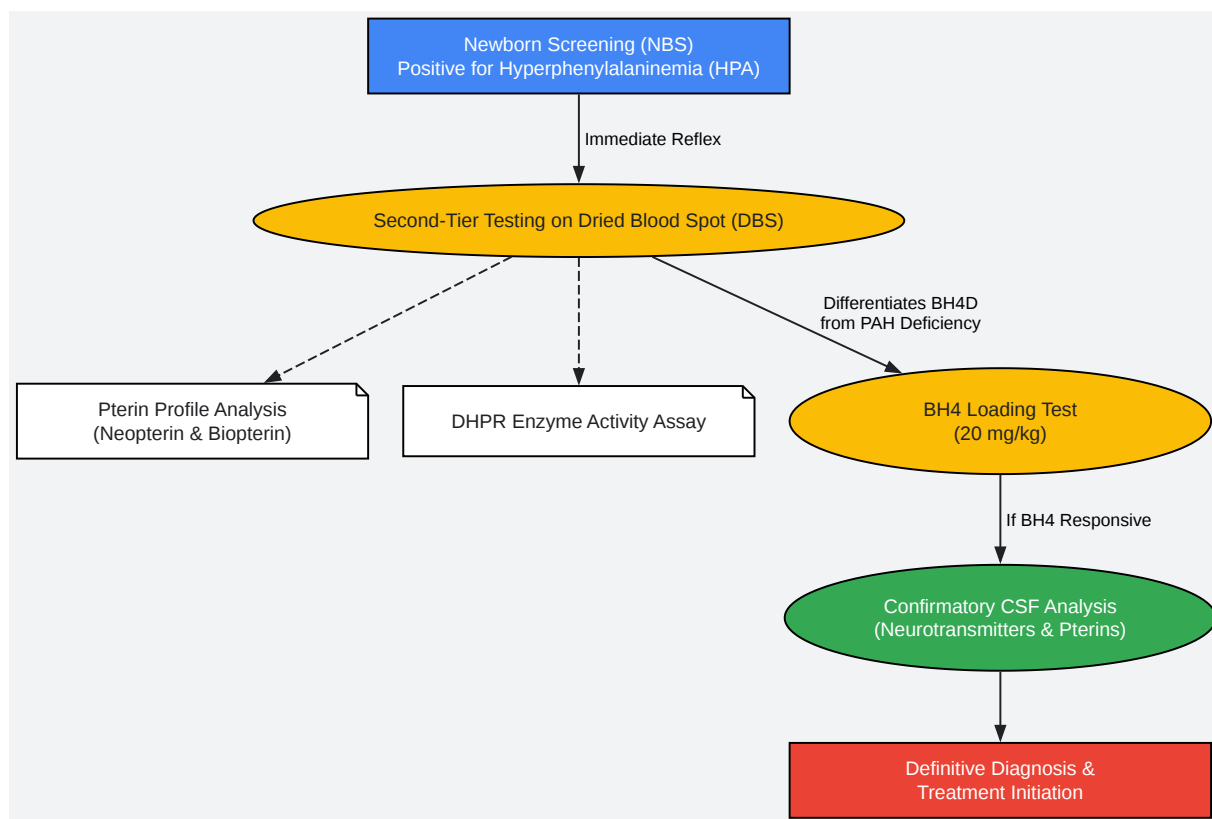 Newborn Screening (NBS)
Positive for Hyperphenylalaninemia (HPA)
Immediate Reflex
Second-Tier Testing on Dried Blood Spot (DBS)
Differentiates BH4D
from PAH Deficiency
Pterin Profile Analysis
(Neopterin & Biopterin)
DHPR Enzyme Activity Assay
BH4 Loading Test
(20 mg/kg)
If BH4 Responsive
Confirmatory CSF Analysis
(Neurotransmitters & Pterins)
Definitive Diagnosis &
Treatment Initiation